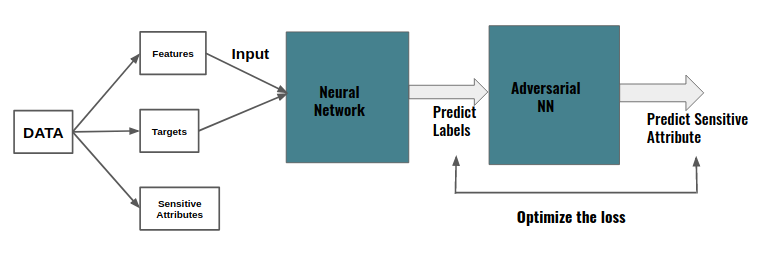 DATA
Features
Targets
Sensitive
Attributes
Input
Neural
Network
Predict
Labels
Adversarial
NN
Predict Sensitive
Attribute
Optimize the loss